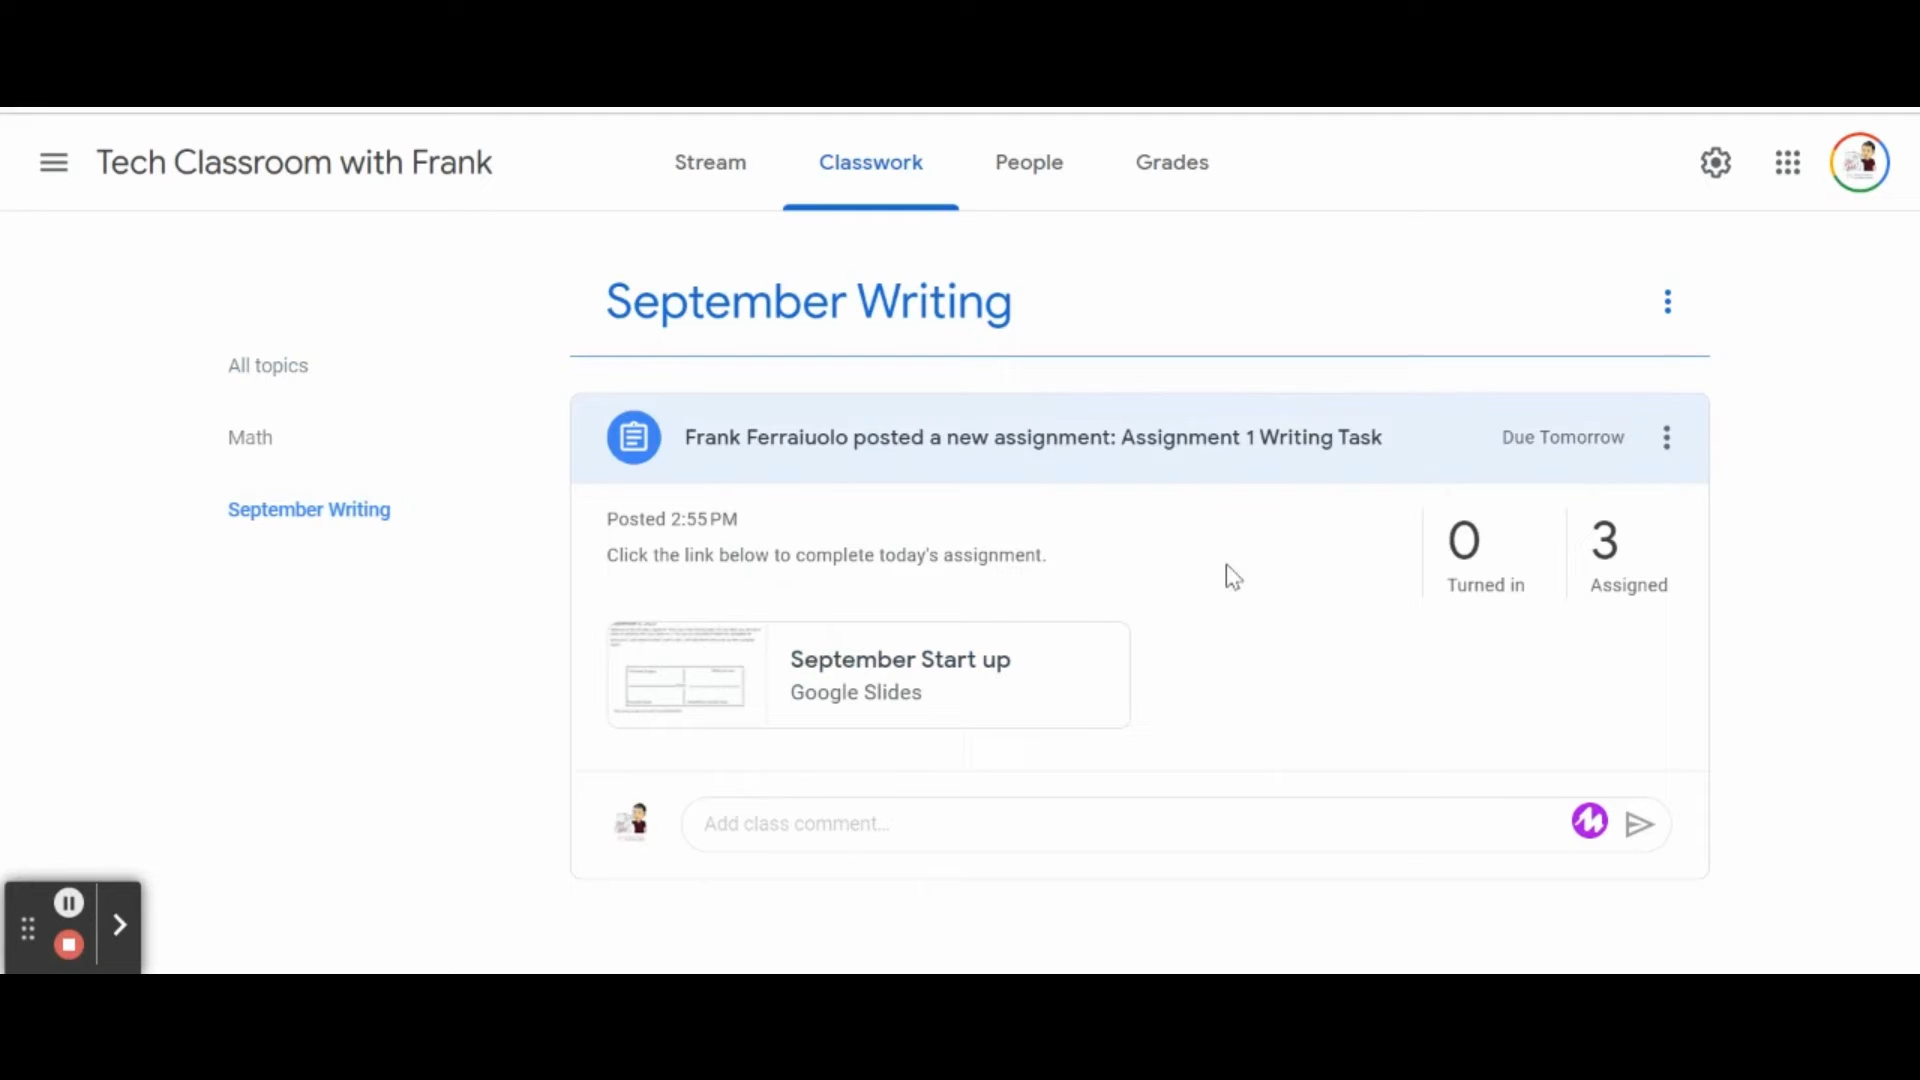 Tech Classroom with Frank
Stream
Classwork
People
Grades
September Writing
All topics
Math
September Writing
Frank Ferraiuolo posted a new assignment: Assignment 1 Writing Task
Due Tomorrow
Posted 2:55 PM
Click the link below to complete today's assignment.
0
Turned in
3
Assigned
September Start up
Google Slides
Add class comment...